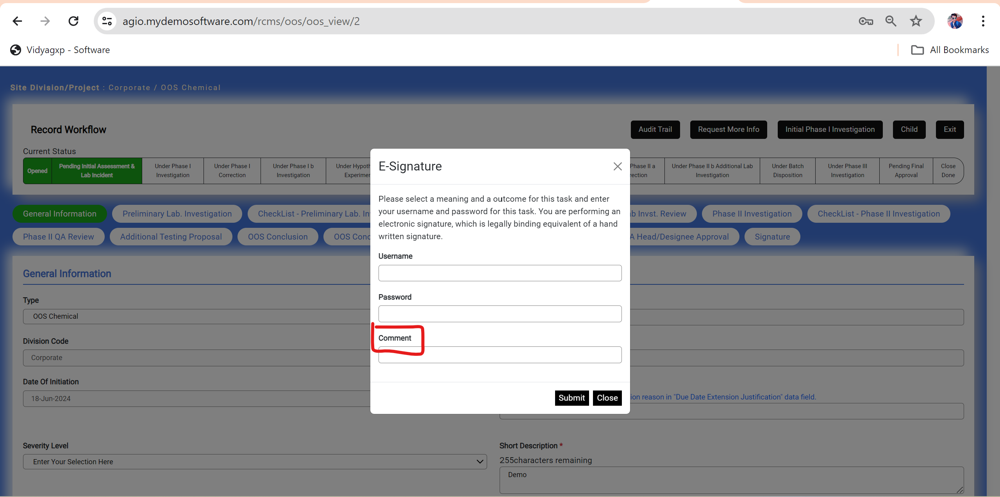 agio.mydemosoftware.com/rcms/oos/oos_view/2
Vidyagxp - Software
All Bookmarks
Site Division/Project : Corporate / OOS Chemical
Record Workflow
Audit Trail
Request More Info
Initial Phase I Investigation
Child
Exit
Current Status
Opened
Pending Initial Assessment &
Lab Incident
Under Phase I
Investigation
Under Phase I
Correction
Under Phase I b
Investigation
Under Hypoth
Experimen
Phase II a
rection
Under Phase II b Additional Lab
Investigation
Under Batch
Disposition
Under Phase III
Investigation
Pending Final
Approval
Close
Done
General Information
Preliminary Lab. Investigation
CheckList - Preliminary Lab. In
b Invst. Review
Phase II Investigation
CheckList - Phase II Investigation
Phase II QA Review
Additional Testing Proposal
OOS Conclusion
OOS Conc
A Head/Designee Approval
Signature
E-Signature
Please select a meaning and a outcome for this task and enter
your username and password for this task. You are performing an
electronic signature, which is legally binding equivalent of a hand
written signature.
Username
Password
Comment
Submit
Close
General Information
Type
OOS Chemical
Division Code
Corporate
Date Of Initiation
18-Jun-2024
ion reason in "Due Date Extension Justification" data field.
Severity Level
Enter Your Selection Here
Short Description *
255characters remaining
Demo